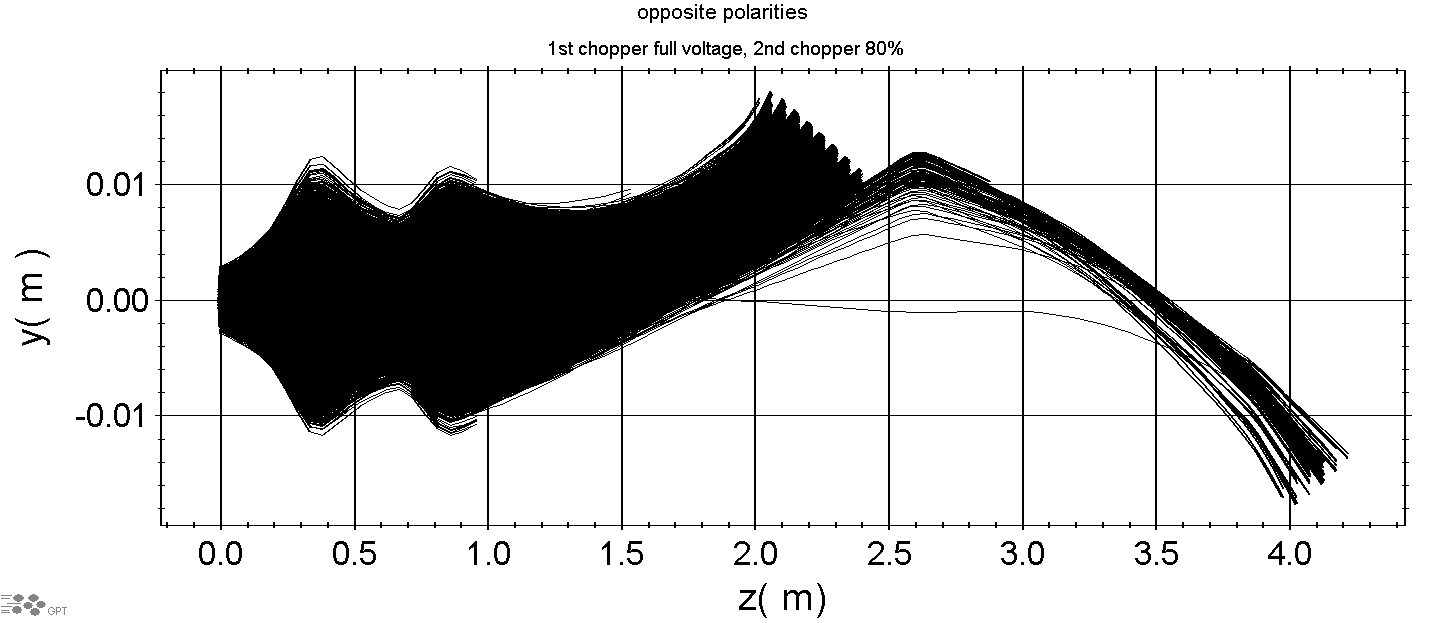 opposite polarities
1st chopper full voltage, 2nd chopper 80%
0.01
0.00
-0.01
y( m )
0.0 0.5 1.0 1.5 2.0 2.5 3.0 3.5 4.0
z( m)
GPT